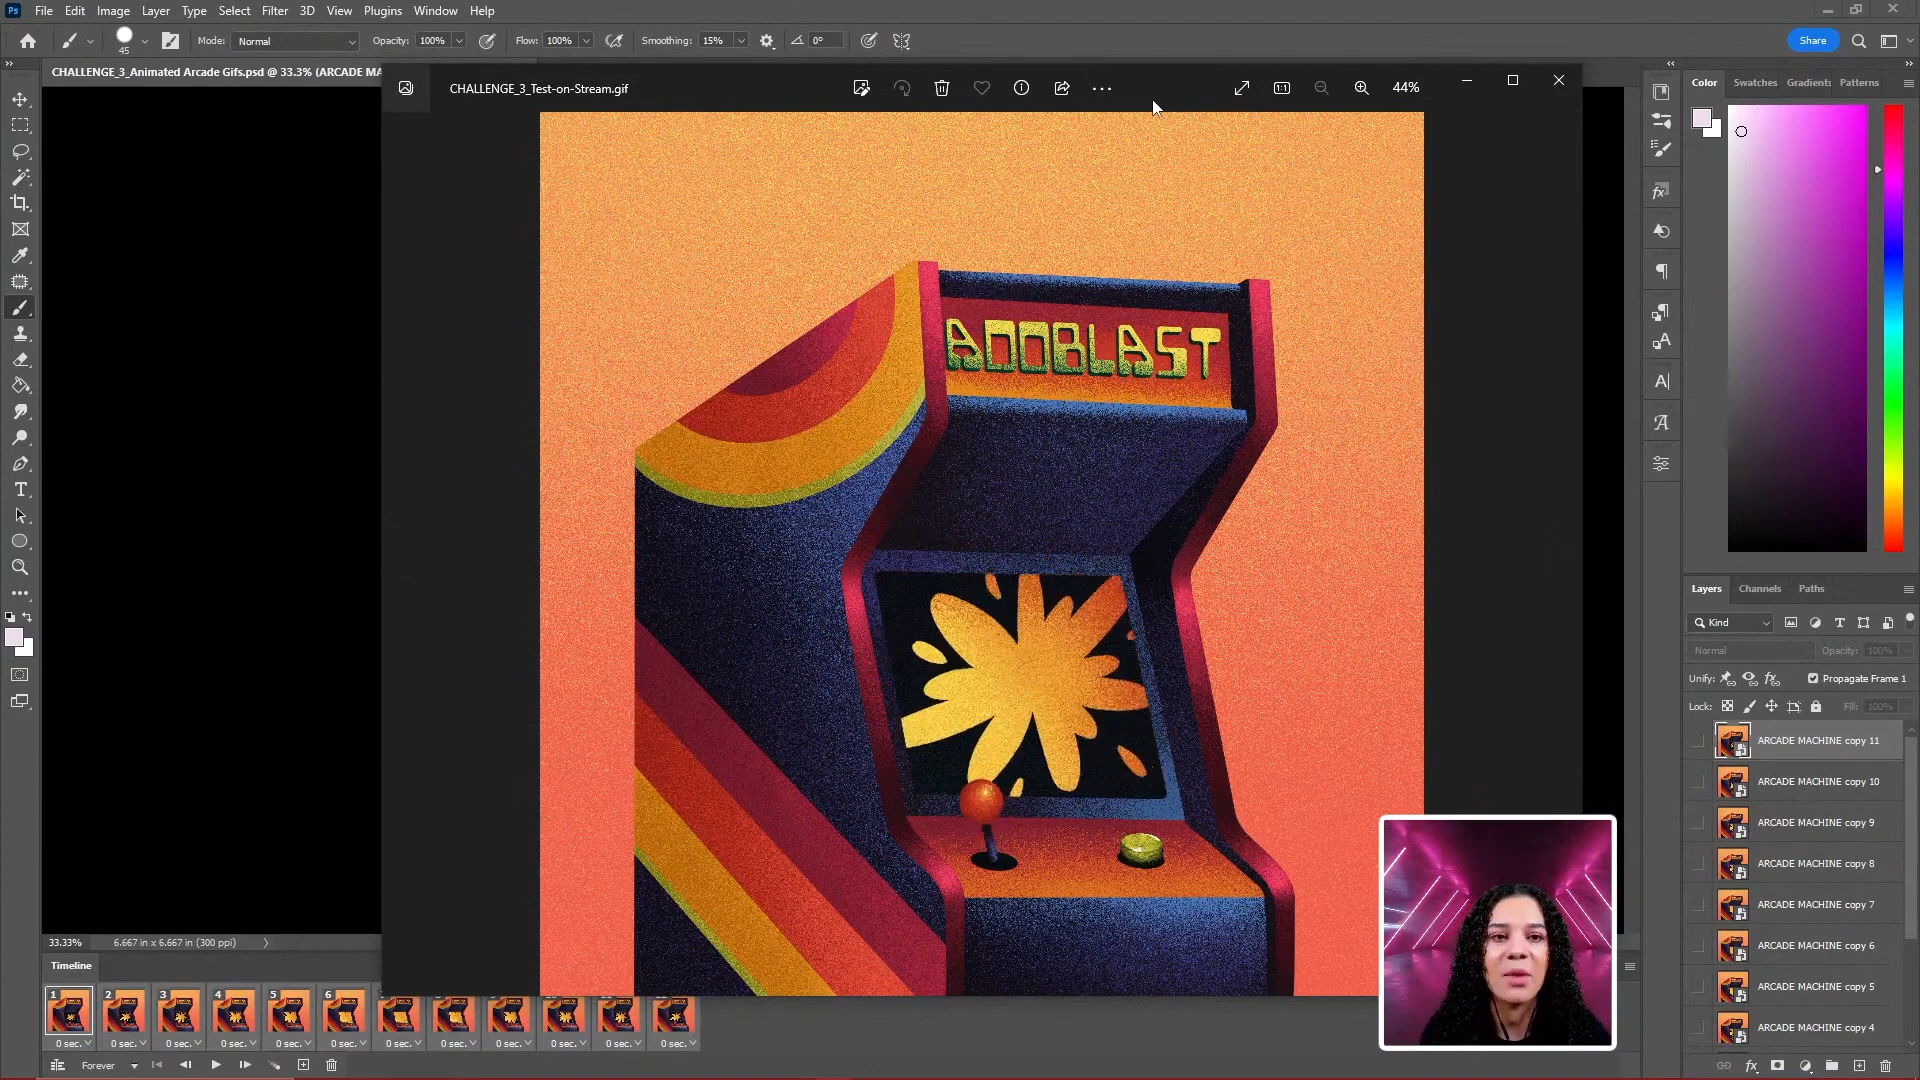 Ps File Edit Image Layer Type Select Filter 3D View Plugins Window Help
45 Mode: Normal Opacity: 100% Flow: 100% Smoothing: 15% 0° Share
CHALLENGE_3_Animated Arcade Gifs.psd @ 33.3% (ARCADE MA
CHALLENGE_3_Test-on-Stream.gif 1:1 44%
Color Swatches Gradients Patterns
ADOBLAST
Layers Channels Paths
Kind
Normal Opacity: 100%
Unify: Propagate Frame 1
Lock: Fill: 100%
ARCADE MACHINE copy 11
ARCADE MACHINE copy 10
ARCADE MACHINE copy 9
ARCADE MACHINE copy 8
ARCADE MACHINE copy 7
ARCADE MACHINE copy 6
ARCADE MACHINE copy 5
ARCADE MACHINE copy 4
33.33% 6.667 in x 6.667 in (300 ppi)
Timeline
1 2 3 4 5 6
0 sec. 0 sec. 0 sec. 0 sec. 0 sec. 0 sec. 0 sec. 0 sec. 0 sec. 0 sec. 0 sec. 0 sec.
Forever